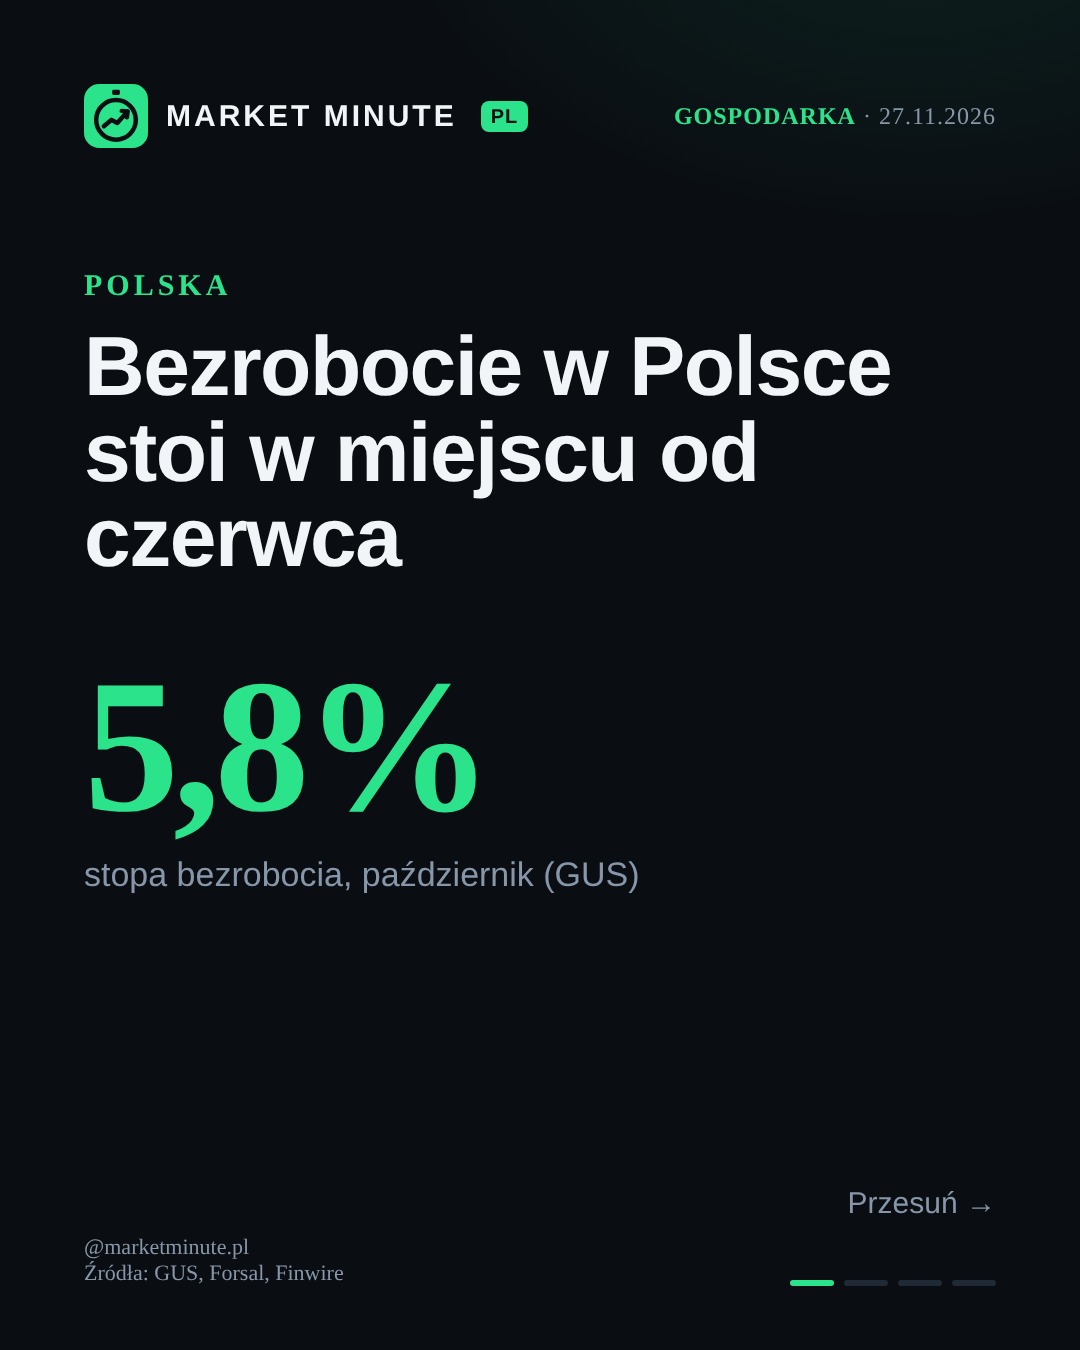 MARKET MINUTE PL
GOSPODARKA · 27.11.2026
POLSKA
Bezrobocie w Polsce
stoi w miejscu od
czerwca
5,8%
stopa bezrobocia, październik (GUS)
Przesuń →
@marketminute.pl
Źródła: GUS, Forsal, Finwire